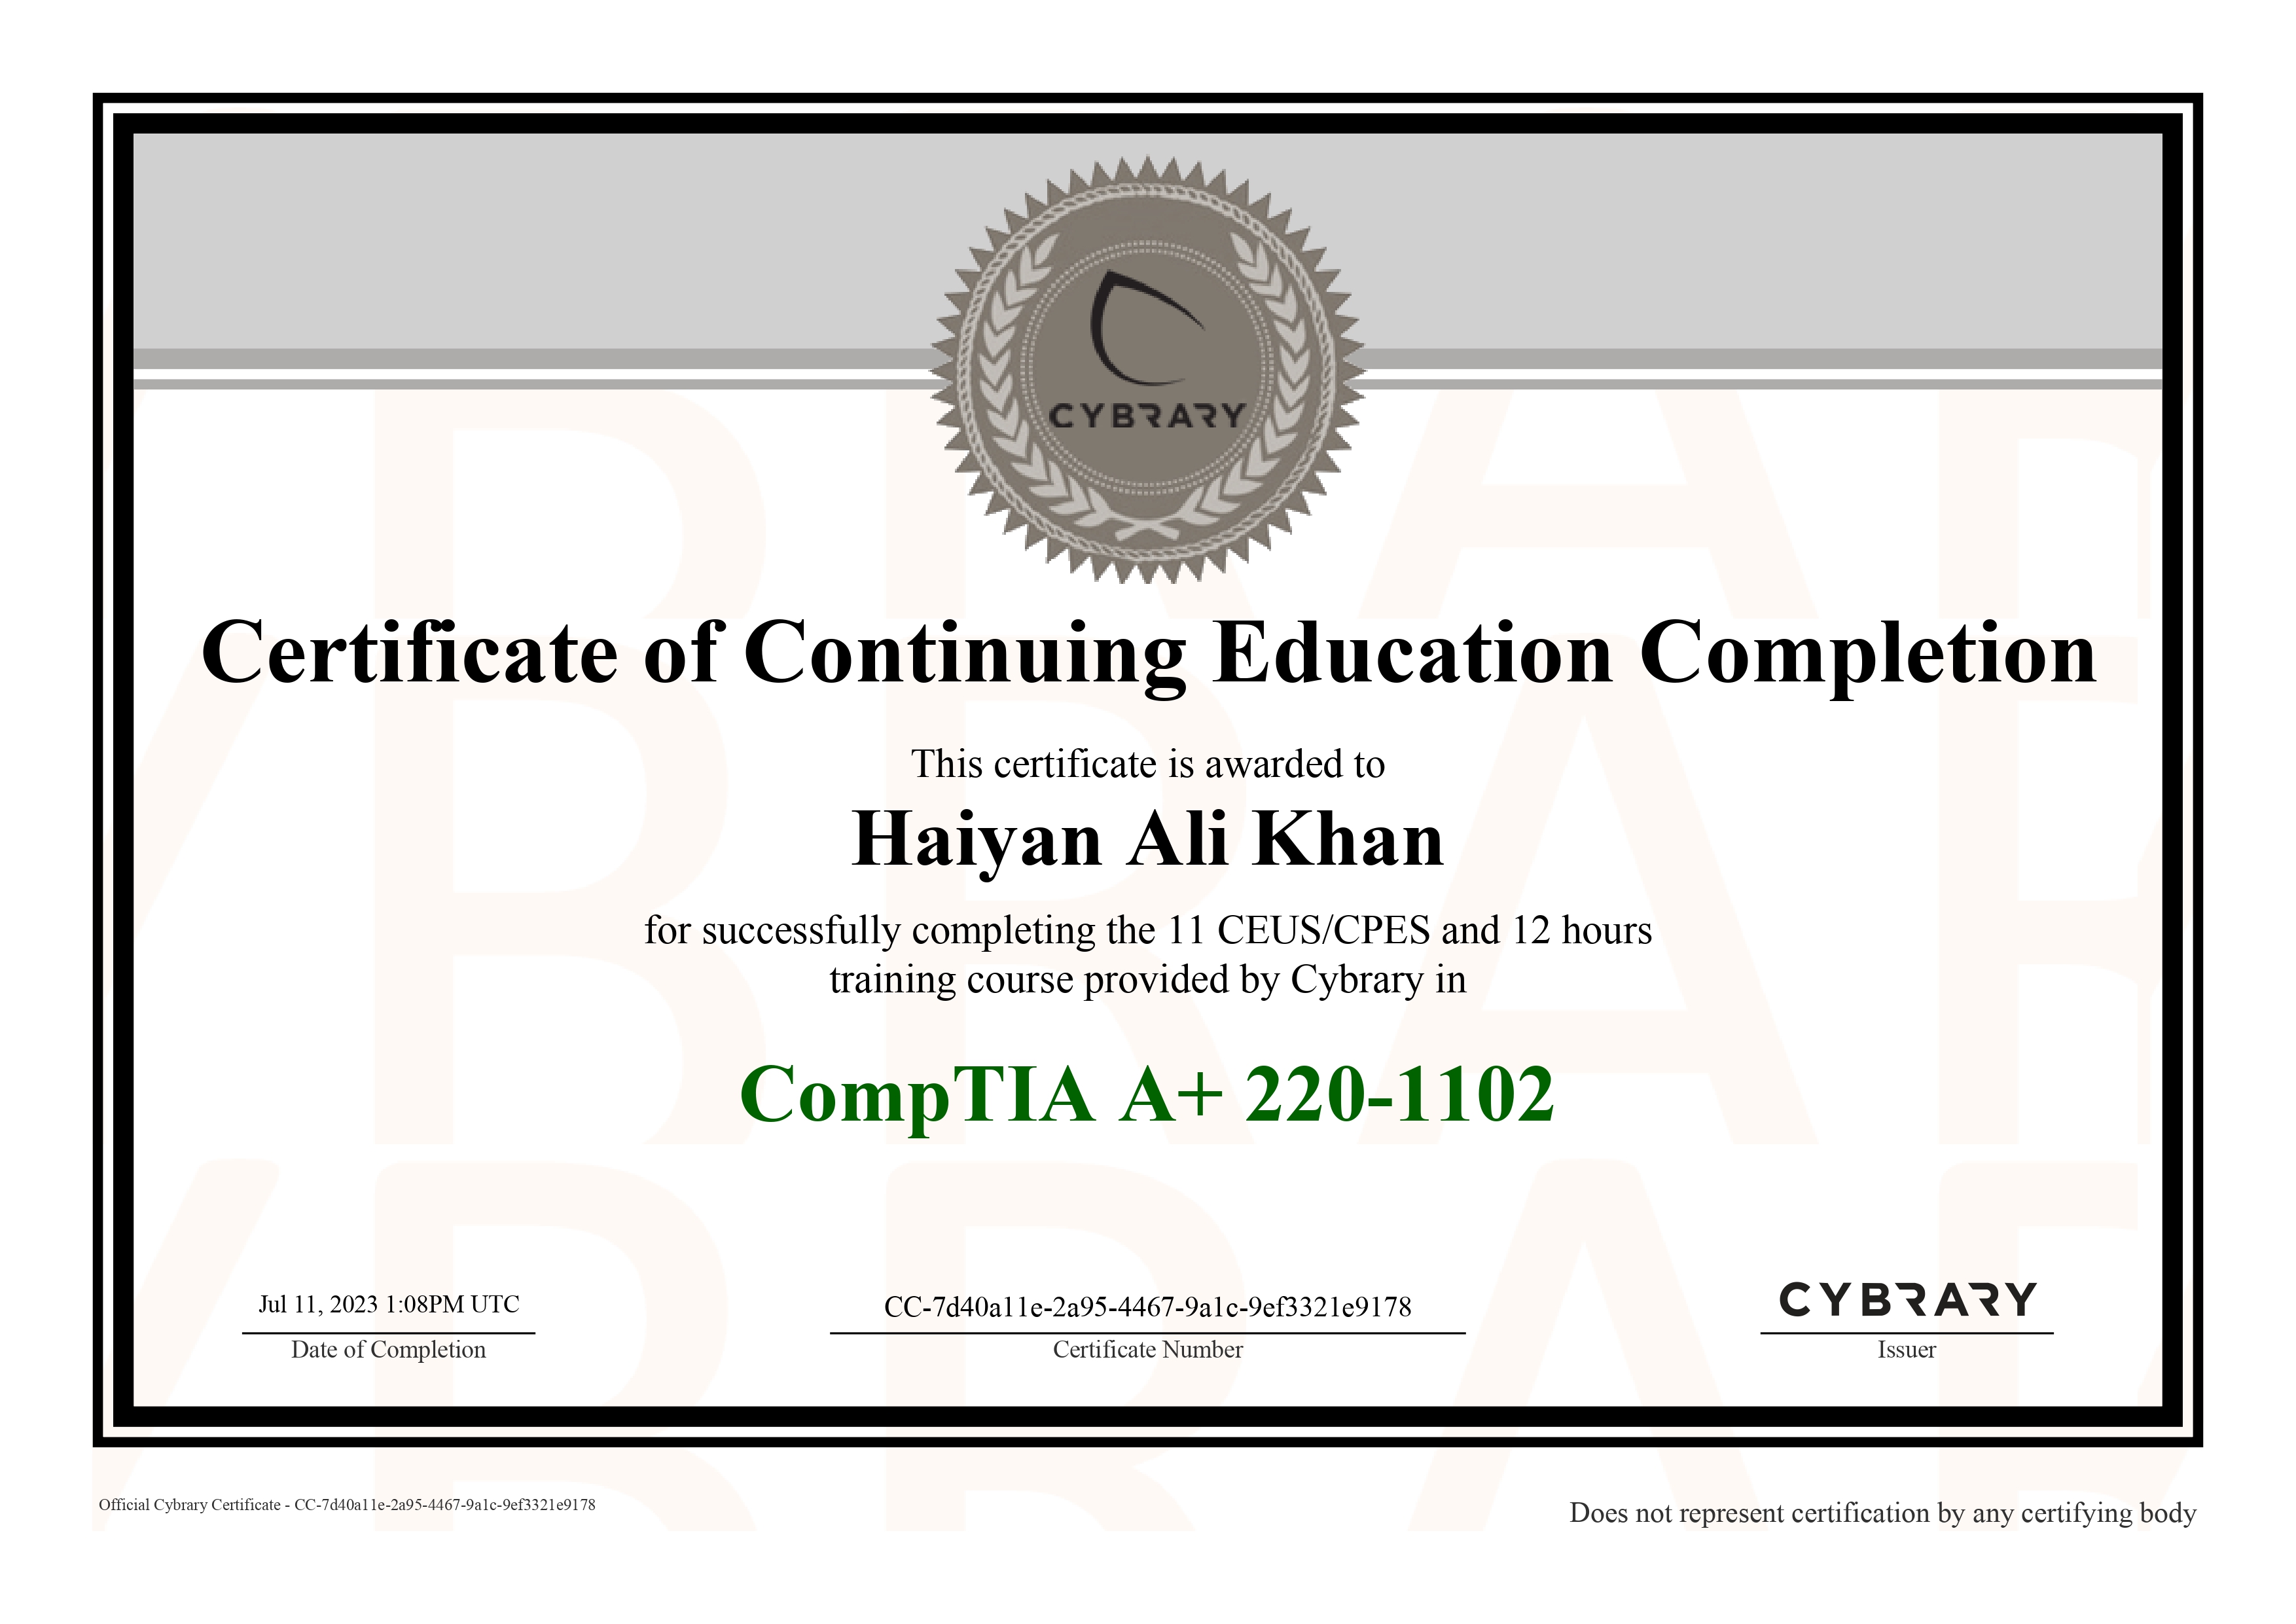 CYBRARY
Certificate of Continuing Education Completion
This certificate is awarded to
Haiyan Ali Khan
for successfully completing the 11 CEUS/CPES and 12 hours
training course provided by Cybrary in
CompTIA A+ 220-1102
Jul 11, 2023 1:08PM UTC
Date of Completion
CC-7d40a11e-2a95-4467-9a1c-9ef3321e9178
Certificate Number
CYBRARY
Issuer
Official Cybrary Certificate - CC-7d40a11e-2a95-4467-9a1c-9ef3321e9178
Does not represent certification by any certifying body